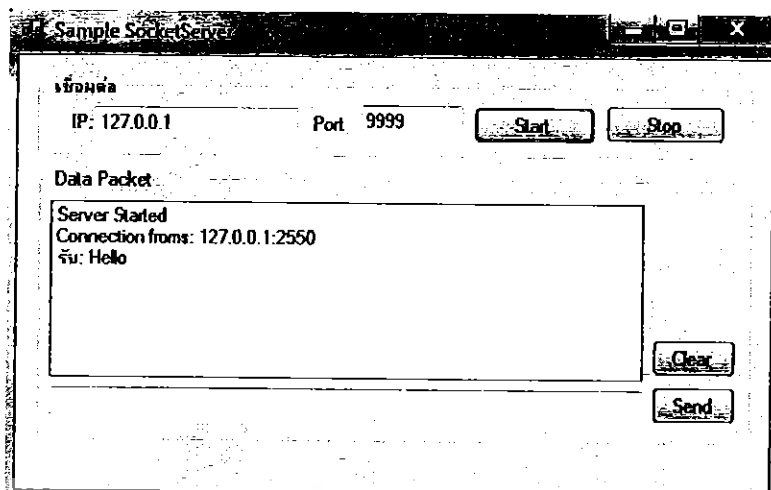 Sample SocketServer
เชื่อมต่อ
IP: 127.0.0.1 Port 9999 Start Stop
Data Packet
Server Started
Connection froms: 127.0.0.1:2550
รับ: Hello
Clear
Send